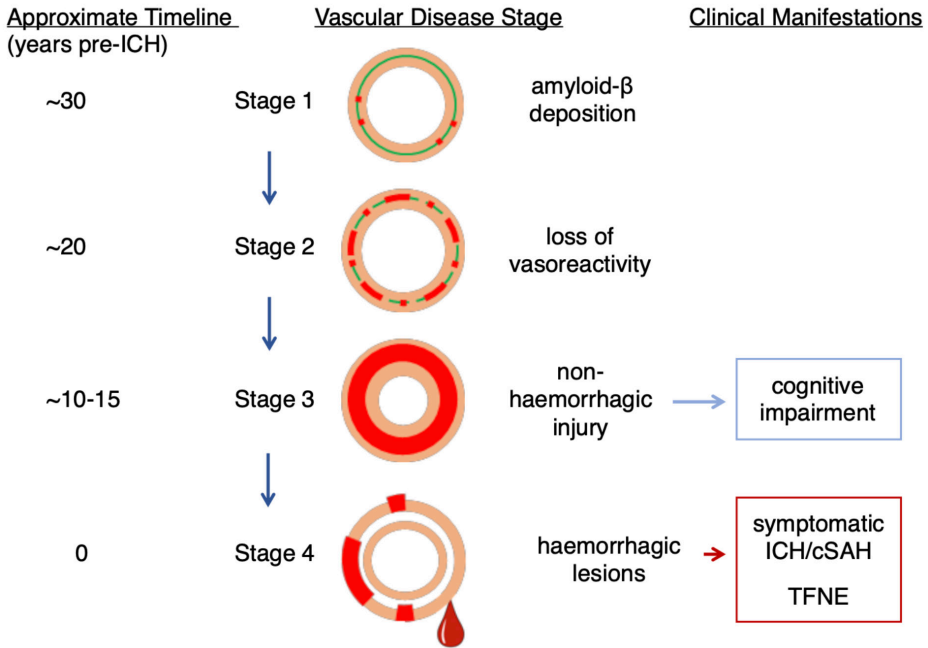 Approximate Timeline
(years pre-ICH)
Vascular Disease Stage
Clinical Manifestations
~30
Stage 1
amyloid-β
deposition
~20
Stage 2
loss of
vasoreactivity
~10-15
Stage 3
non-
haemorrhagic
injury
cognitive
impairment
0
Stage 4
haemorrhagic
lesions
symptomatic
ICH/cSAH
TFNE